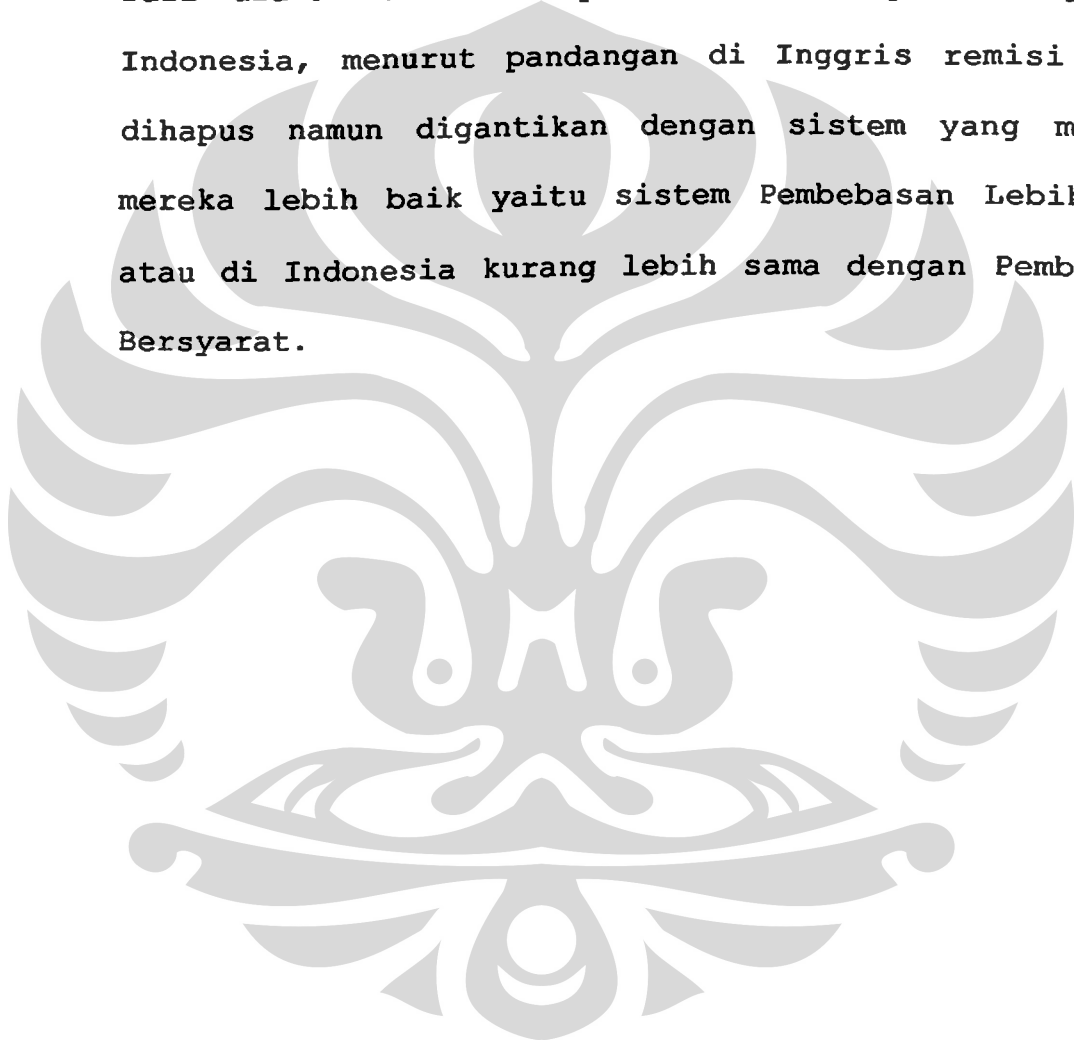 Indonesia, menurut pandangan di Inggris remisi
dihapus namun digantikan dengan sistem yang
mereka lebih baik yaitu sistem Pembebasan
atau di Indonesia kurang lebih sama dengan
Bersyarat.